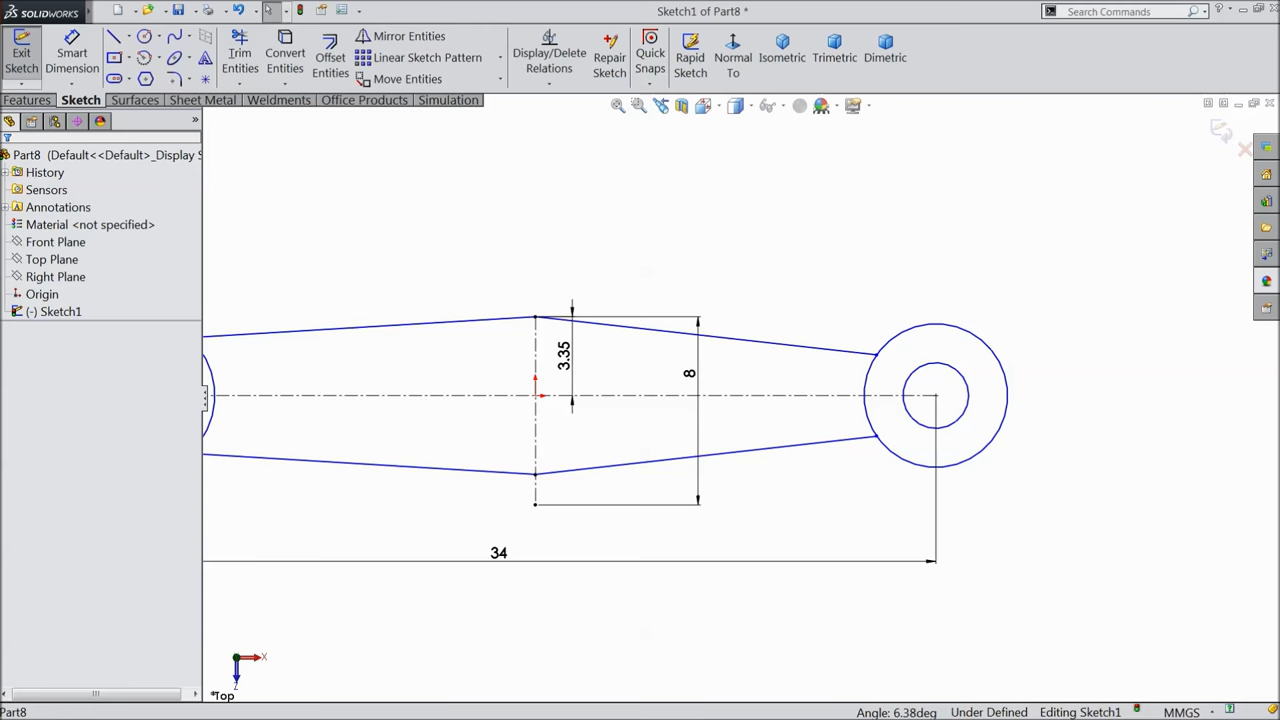 SOLIDWORKS
Sketch1 of Part8 *
Search Commands
Exit Sketch
Smart Dimension
Trim Entities
Convert Entities
Offset Entities
Mirror Entities
Linear Sketch Pattern
Move Entities
Display/Delete Relations
Repair Sketch
Quick Snaps
Rapid Sketch
Normal To
Isometric
Trimetric
Dimetric
Features
Sketch
Surfaces
Sheet Metal
Weldments
Office Products
Simulation
Part8 (Default<<Default>_Display S
History
Sensors
Annotations
Material <not specified>
Front Plane
Top Plane
Right Plane
Origin
(-) Sketch1
3.35
8
34
X
Z
*Top
Part8
Angle: 6.38deg
Under Defined
Editing Sketch1
MMGS